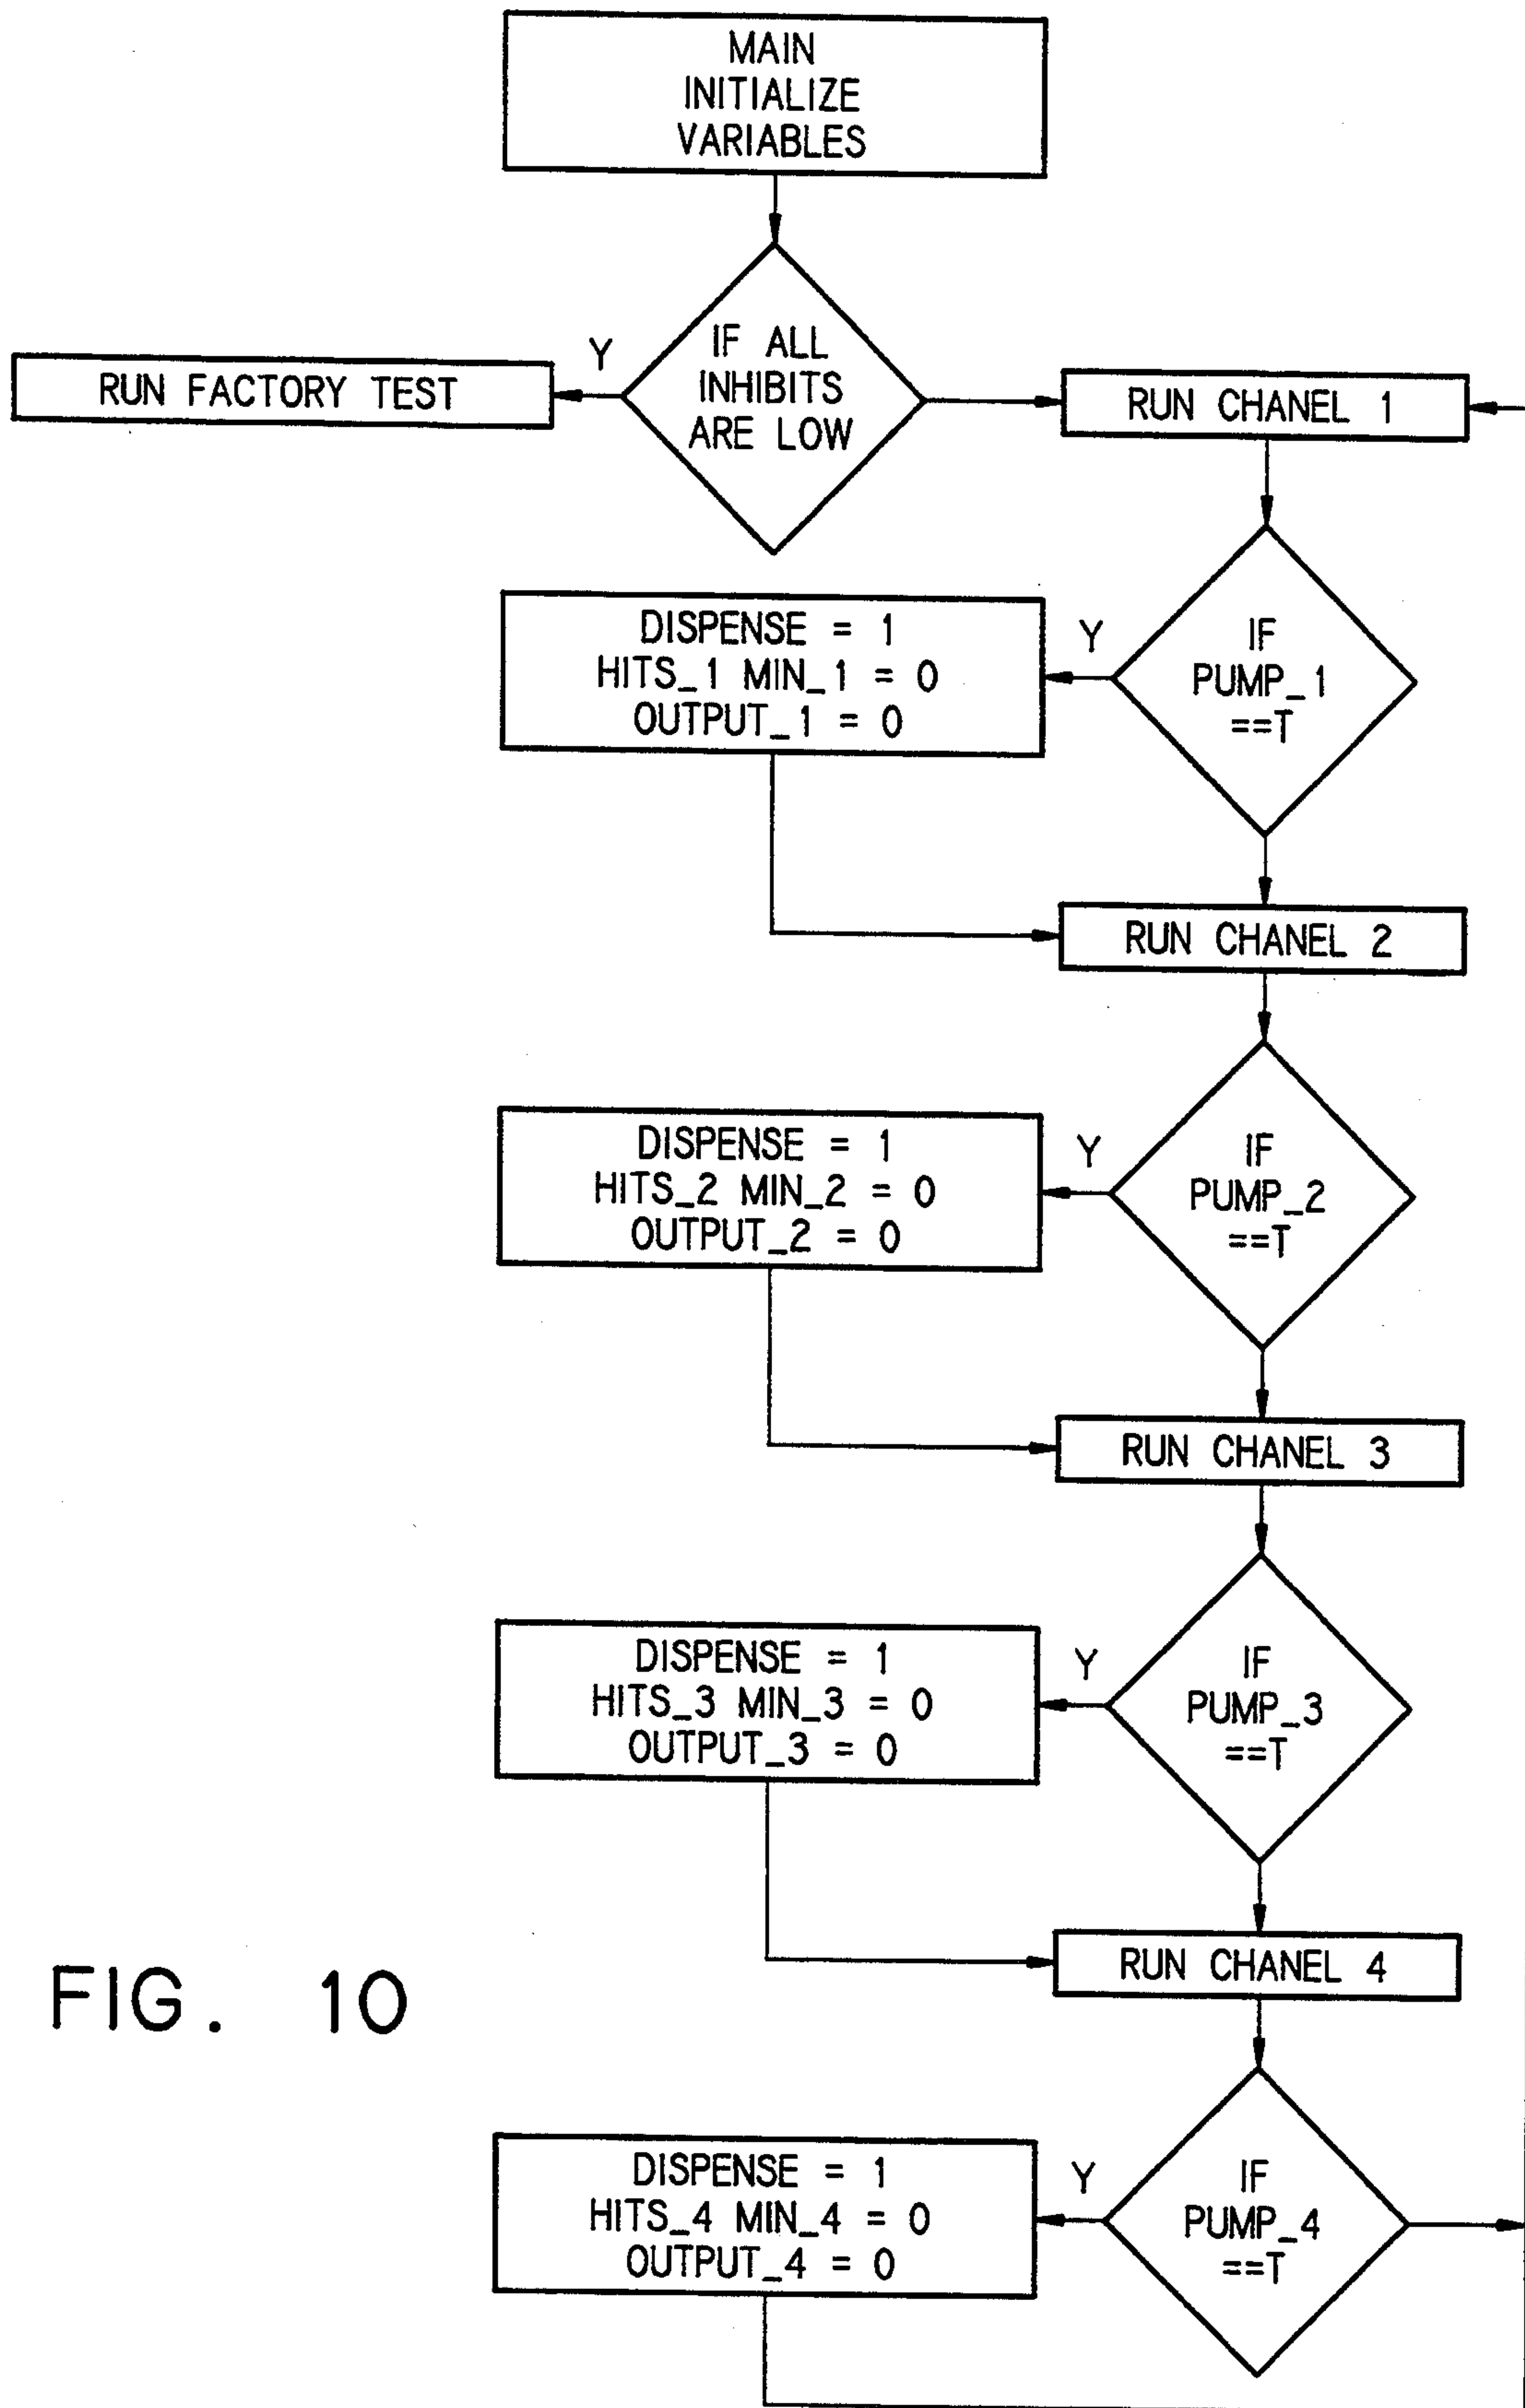 MAIN
INITIALIZE
VARIABLES
IF ALL
INHIBITS
ARE LOW
Y
RUN FACTORY TEST
RUN CHANEL 1
IF
PUMP_1
==T
Y
DISPENSE = 1
HITS_1 MIN_1 = 0
OUTPUT_1 = 0
RUN CHANEL 2
IF
PUMP_2
==T
Y
DISPENSE = 1
HITS_2 MIN_2 = 0
OUTPUT_2 = 0
RUN CHANEL 3
IF
PUMP_3
==T
Y
DISPENSE = 1
HITS_3 MIN_3 = 0
OUTPUT_3 = 0
RUN CHANEL 4
IF
PUMP_4
==T
Y
DISPENSE = 1
HITS_4 MIN_4 = 0
OUTPUT_4 = 0
FIG. 10